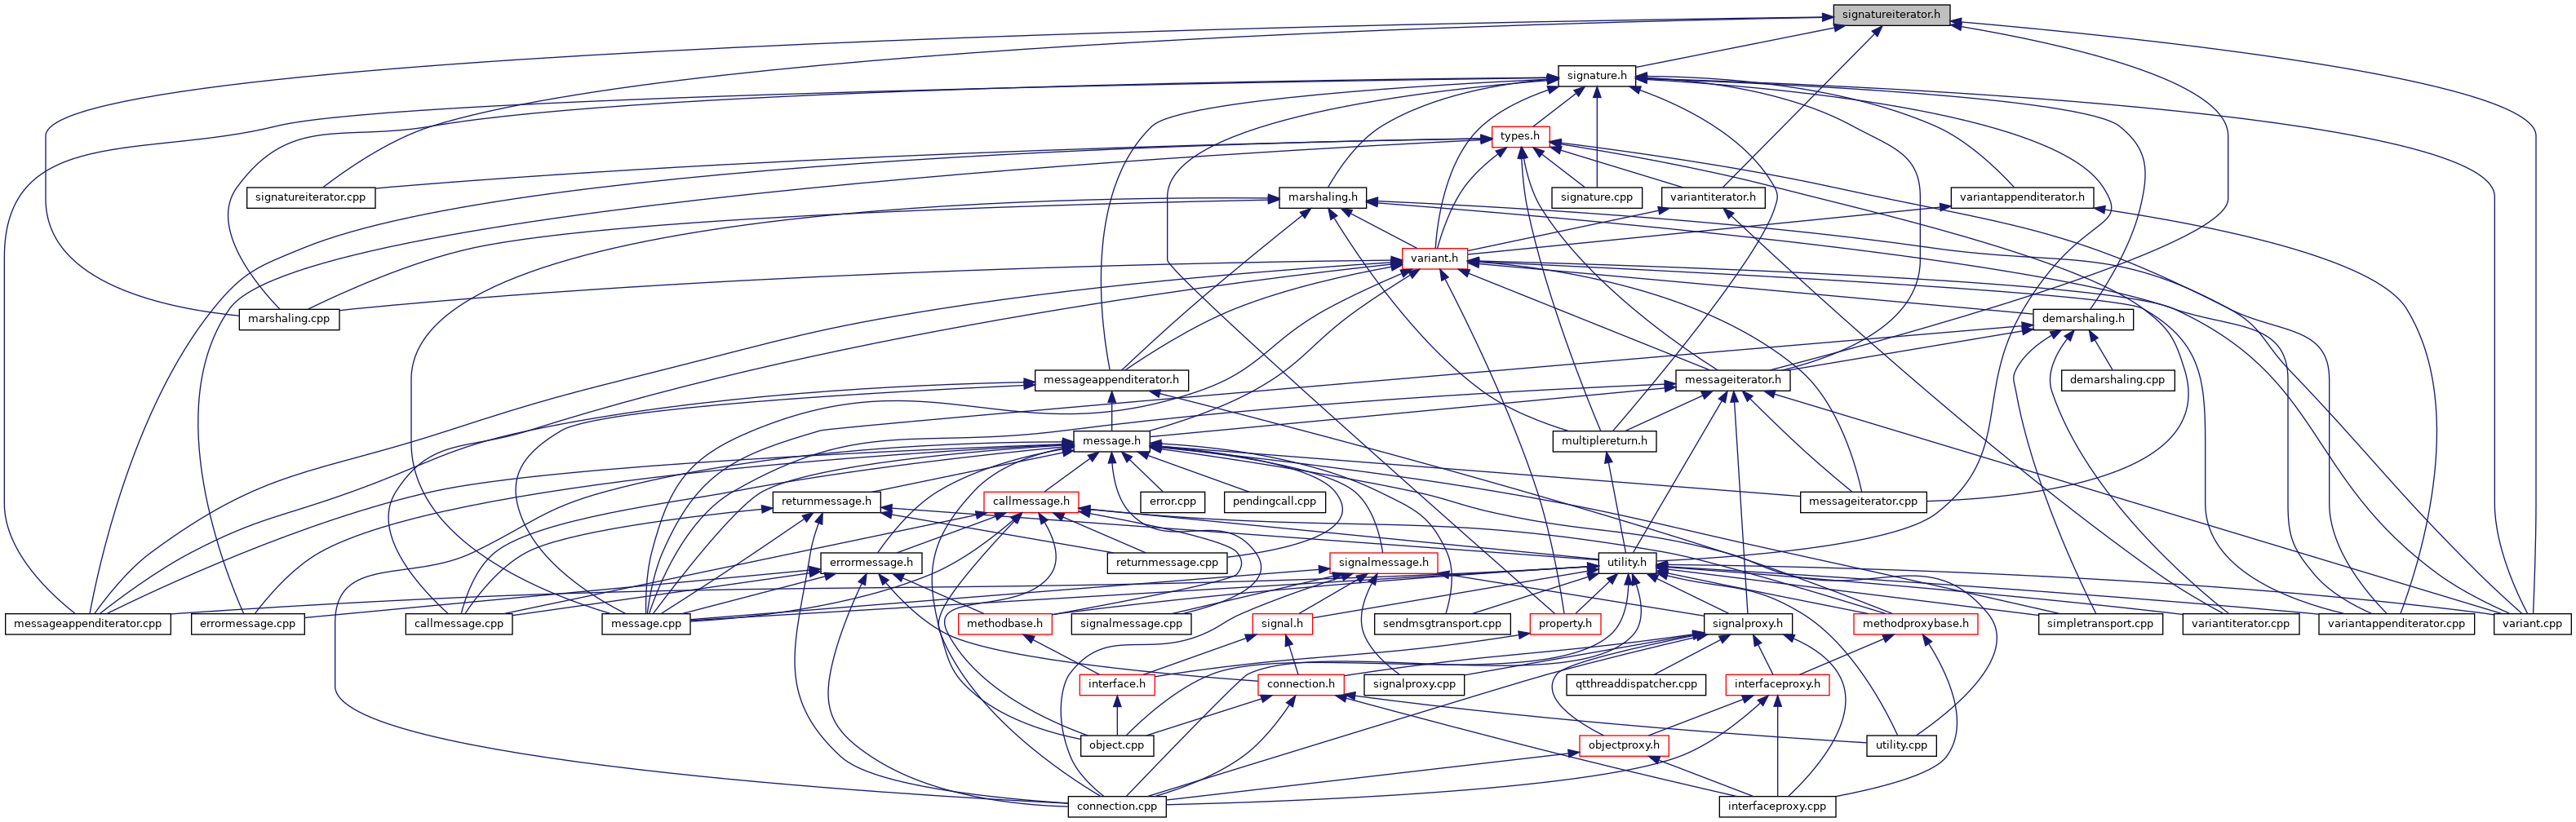 signatureiterator.h
signature.h
types.h
signatureiterator.cpp
marshaling.h
signature.cpp
variantiterator.h
variantappenditerator.h
variant.h
marshaling.cpp
demarshaling.h
messageappenditerator.h
messageiterator.h
demarshaling.cpp
message.h
multiplereturn.h
returnmessage.h
callmessage.h
error.cpp
pendingcall.cpp
messageiterator.cpp
errormessage.h
returnmessage.cpp
signalmessage.h
utility.h
messageappenditerator.cpp
errormessage.cpp
callmessage.cpp
message.cpp
methodbase.h
signalmessage.cpp
signal.h
sendmsgtransport.cpp
property.h
signalproxy.h
methodproxybase.h
simpletransport.cpp
variantiterator.cpp
variantappenditerator.cpp
variant.cpp
interface.h
connection.h
signalproxy.cpp
qtthreaddispatcher.cpp
interfaceproxy.h
object.cpp
objectproxy.h
utility.cpp
connection.cpp
interfaceproxy.cpp